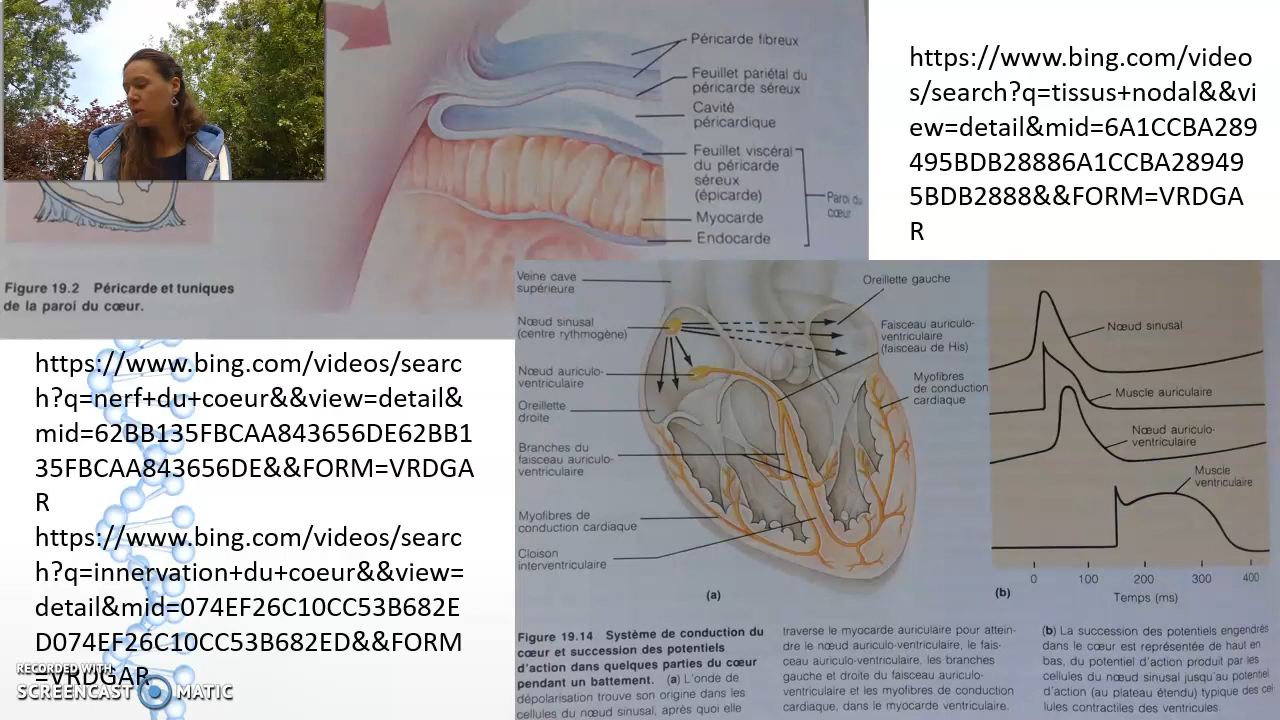 Péricarde fibreux
Feuillet pariétal du
péricarde séreux
Cavité
péricardique
Feuillet viscéral
du péricarde
séreux
(épicarde)
Myocarde
Endocarde
Paroi du
cœur
Figure 19.2 Péricarde et tuniques
de la paroi du cœur.
https://www.bing.com/video
s/search?q=tissus+nodal&&vi
ew=detail&mid=6A1CCBA289
495BDB28886A1CCBA28949
5BDB2888&&FORM=VRDGA
R
https://www.bing.com/videos/searc
h?q=nerf+du+coeur&&view=detail&
mid=62BB135FBCAA843656DE62BB1
35FBCAA843656DE&&FORM=VRDGA
R
https://www.bing.com/videos/searc
h?q=innervation+du+coeur&&view=
detail&mid=074EF26C10CC53B682E
D074EF26C10CC53B682ED&&FORM
=VRDGAR
RECORDED WITH
SCREENCAST MATIC
Veine cave
supérieure
Nœud sinusal
(centre rythmogène)
Nœud auriculo-
ventriculaire
Oreillette
droite
Branches du
faisceau auriculo-
ventriculaire
Myofibres de
conduction cardiaque
Cloison
interventriculaire
Oreillette gauche
Faisceau auriculo-
ventriculaire
(faisceau de His)
Myofibres
de conduction
cardiaque
(a)
Nœud sinusal
Muscle auriculaire
Nœud auriculo-
ventriculaire
Muscle
ventriculaire
0 100 200 300 400
(b)
Temps (ms)
Figure 19.14 Système de conduction du
cœur et succession des potentiels
d'action dans quelques parties du cœur
pendant un battement. (a) L'onde de
dépolarisation trouve son origine dans les
cellules du nœud sinusal, après quoi elle
traverse le myocarde auriculaire pour attein-
dre le nœud auriculo-ventriculaire, le fais-
ceau auriculo-ventriculaire, les branches
gauche et droite du faisceau auriculo-
ventriculaire et les myofibres de conduction
cardiaque, dans le myocarde ventriculaire.
(b) La succession des potentiels engendrés
dans le cœur est représentée de haut en
bas, du potentiel d'action produit par les
cellules du nœud sinusal jusqu'au potentiel
d'action (au plateau étendu) typique des cel
lules contractiles des ventricules.